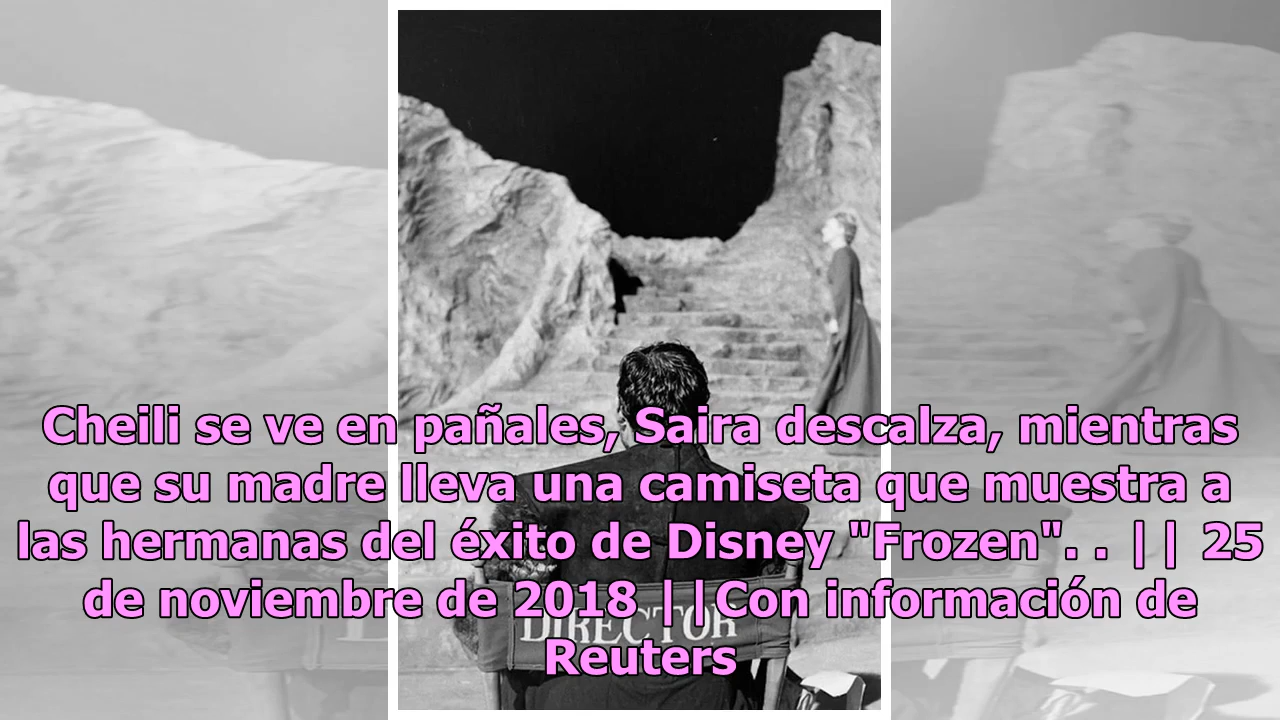 Cheili se ve en pañales, Saira descalza, mientras
que su madre lleva una camiseta que muestra a
las hermanas del éxito de Disney "Frozen". . || 25
de noviembre de 2018 ||Con información de
DIRECTOR
Reuters